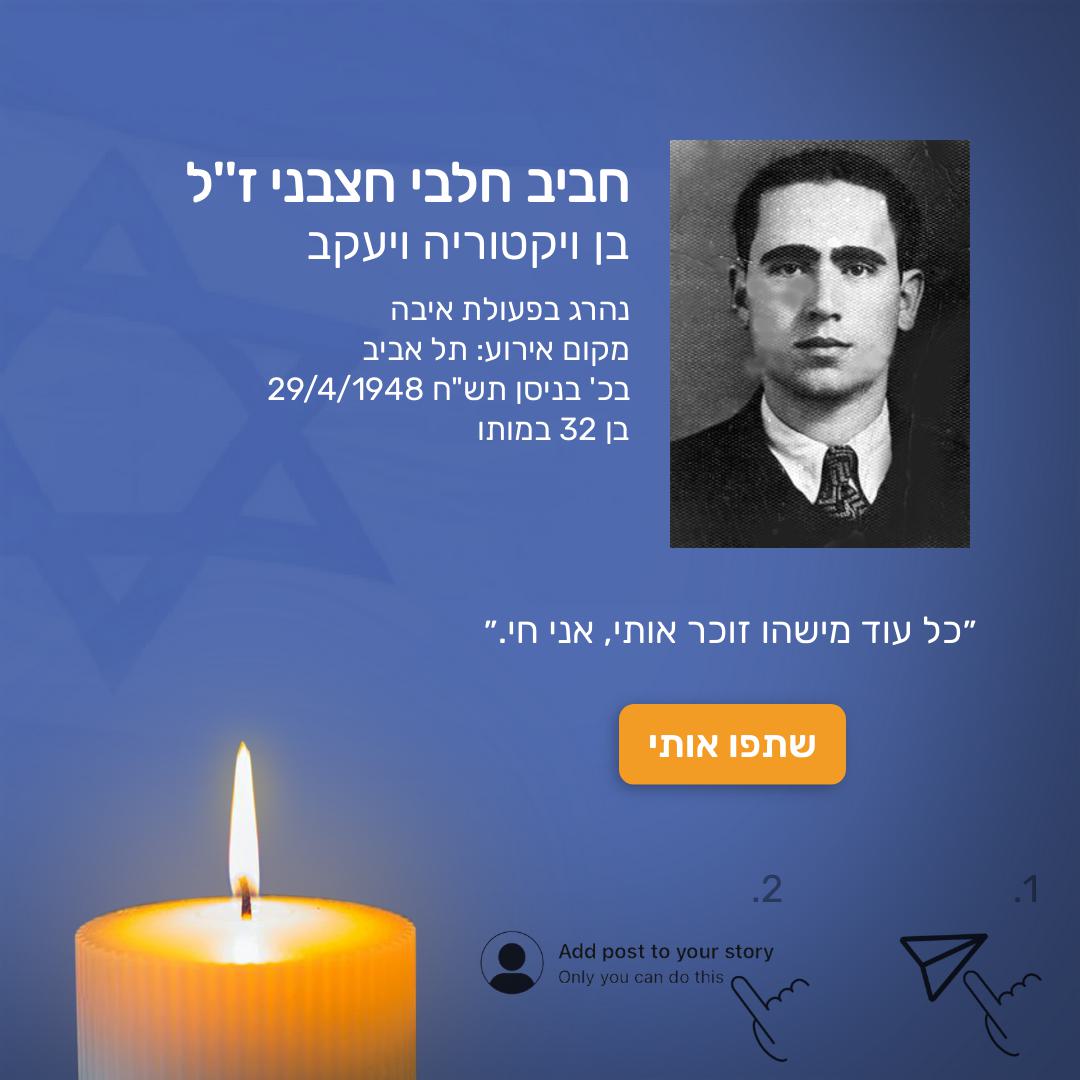 חביב חלבי חצבני ז"ל
בן ויקטוריה ויעקב
נהרג בפעולת איבה
מקום אירוע: תל אביב
בכ' בניסן תש"ח 29/4/1948
בן 32 במותו
״כל עוד מישהו זוכר אותי, אני חי.״
שתפו אותי
1.
2.
Add post to your story
Only you can do this